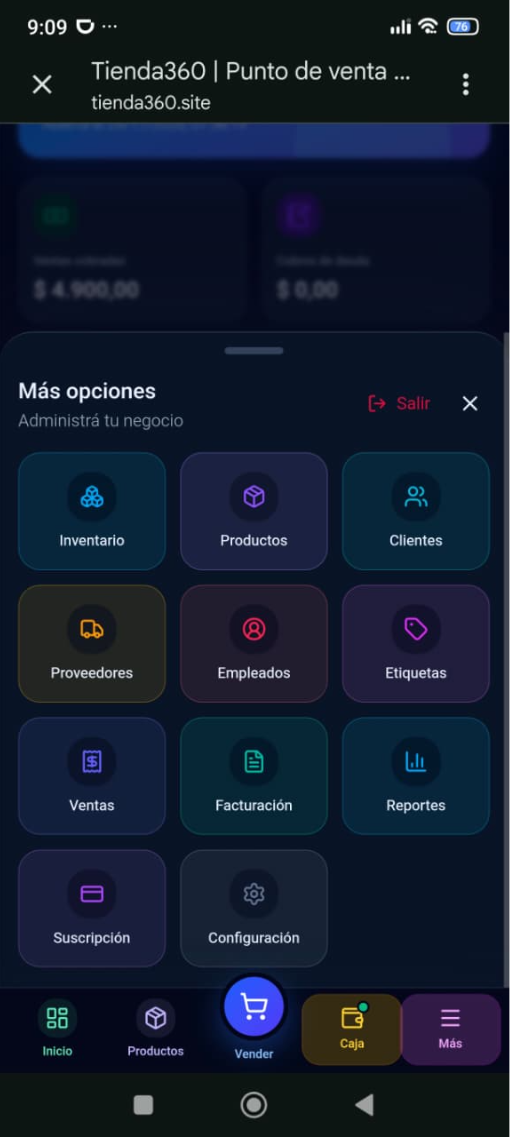 9:09
76
Tienda360 | Punto de venta ...
tienda360.site
$ 4.900,00
$ 0,00
Más opciones
Administrá tu negocio
Salir
Inventario
Productos
Clientes
Proveedores
Empleados
Etiquetas
Ventas
Facturación
Reportes
Suscripción
Configuración
Inicio
Productos
Vender
Caja
Más